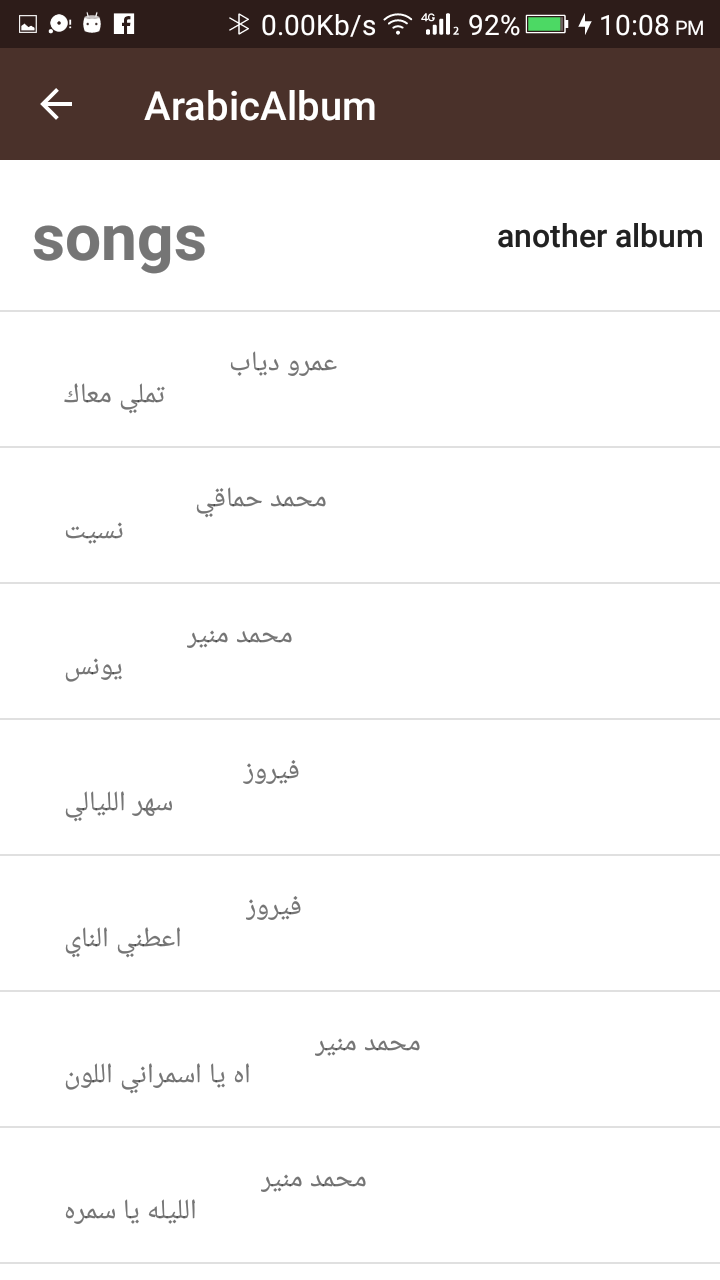 0.00Kb/s 4G 2 92% 10:08 PM
ArabicAlbum
songs
another album
عمرو دياب
تملي معاك
محمد حماقي
نسيت
محمد منير
يونس
فيروز
سهر الليالي
فيروز
اعطني الناي
محمد منير
اه يا اسمراني اللون
محمد منير
الليله يا سمره